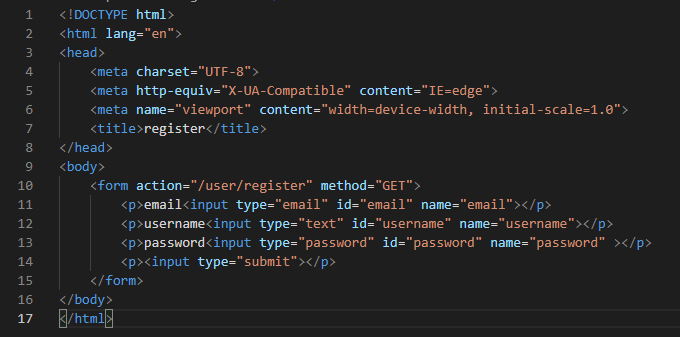 1 <!DOCTYPE html>
2 <html lang="en">
3 <head>
4     <meta charset="UTF-8">
5     <meta http-equiv="X-UA-Compatible" content="IE=edge">
6     <meta name="viewport" content="width=device-width, initial-scale=1.0">
7     <title>register</title>
8 </head>
9 <body>
10     <form action="/user/register" method="GET">
11         <p>email<input type="email" id="email" name="email"></p>
12         <p>username<input type="text" id="username" name="username"></p>
13         <p>password<input type="password" id="password" name="password" ></p>
14         <p><input type="submit"></p>
15     </form>
16 </body>
17 </html>